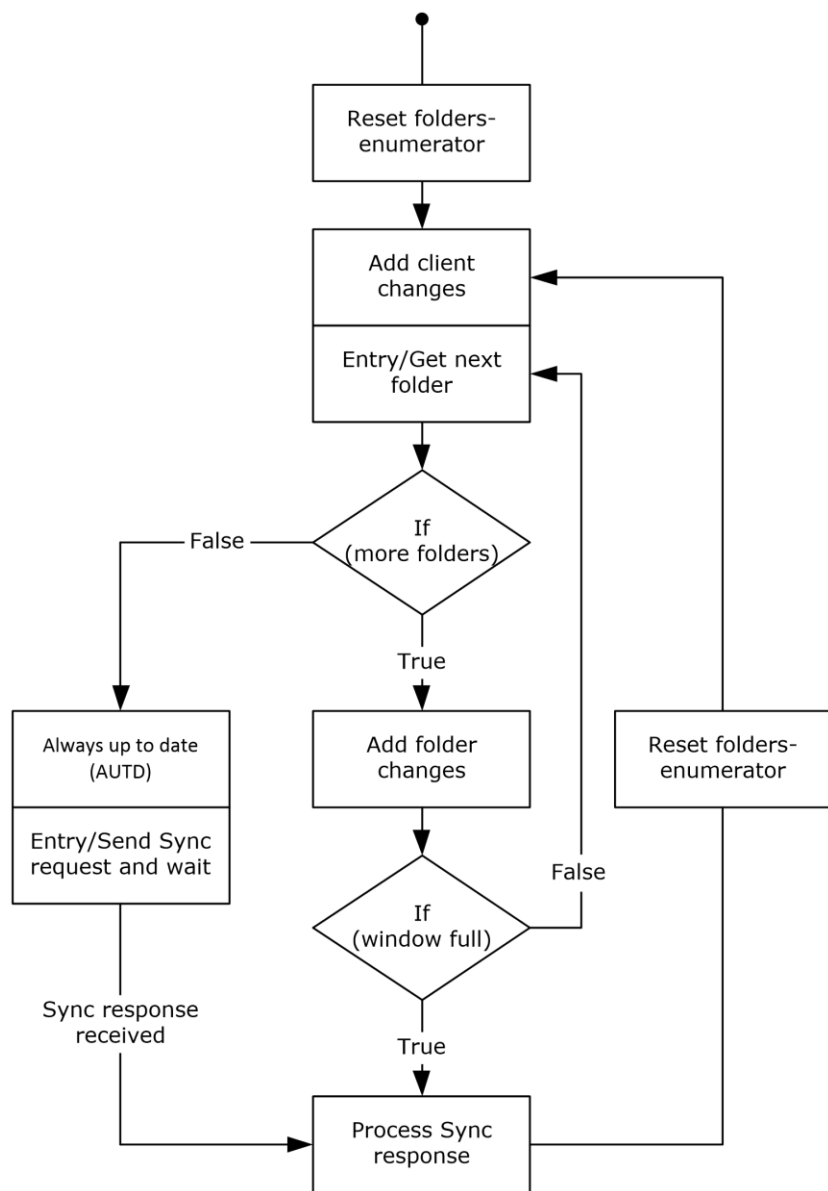 Reset folders-
enumerator
Add client
changes
Entry/Get next
folder
If
(more folders)
False
True
Always up to date
(AUTD)
Entry/Send Sync
request and wait
Add folder
changes
Reset folders-
enumerator
If
(window full)
False
Sync response
received
True
Process Sync
response